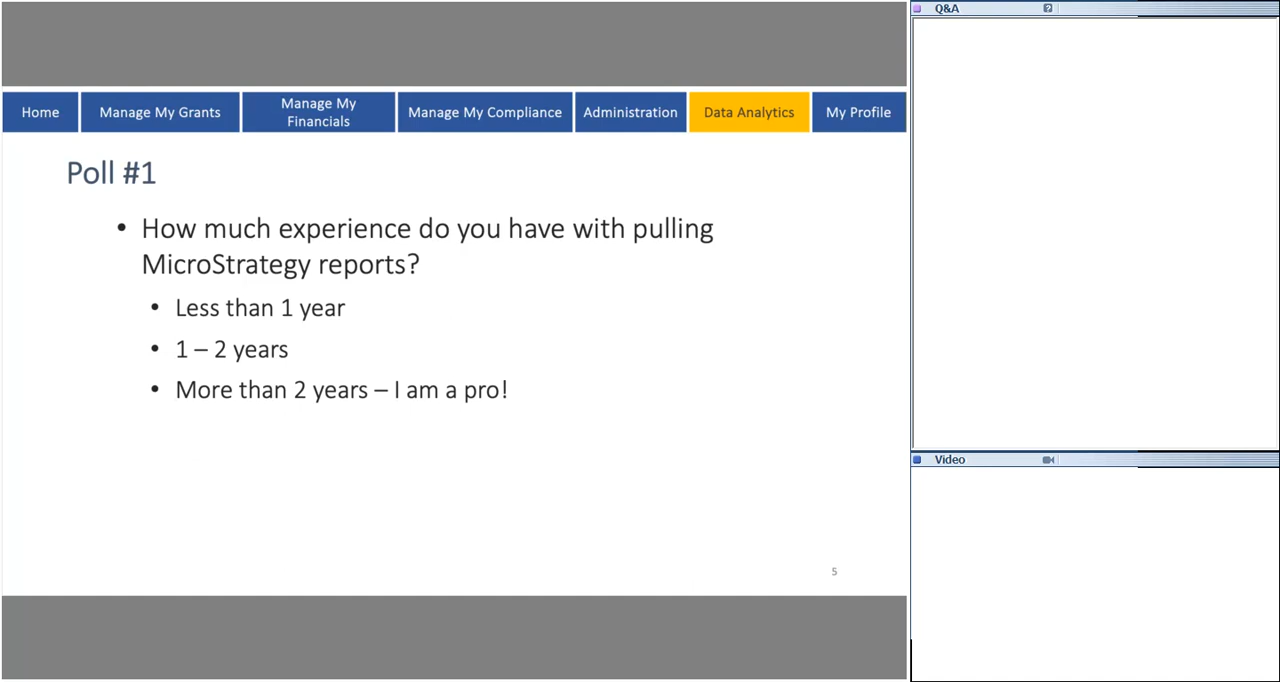 Home
Manage My Grants
Manage My
Financials
Manage My Compliance
Administration
Data Analytics
My Profile
Poll #1
• How much experience do you have with pulling
MicroStrategy reports?
• Less than 1 year
• 1 – 2 years
• More than 2 years – I am a pro!
5
Q&A
?
Video